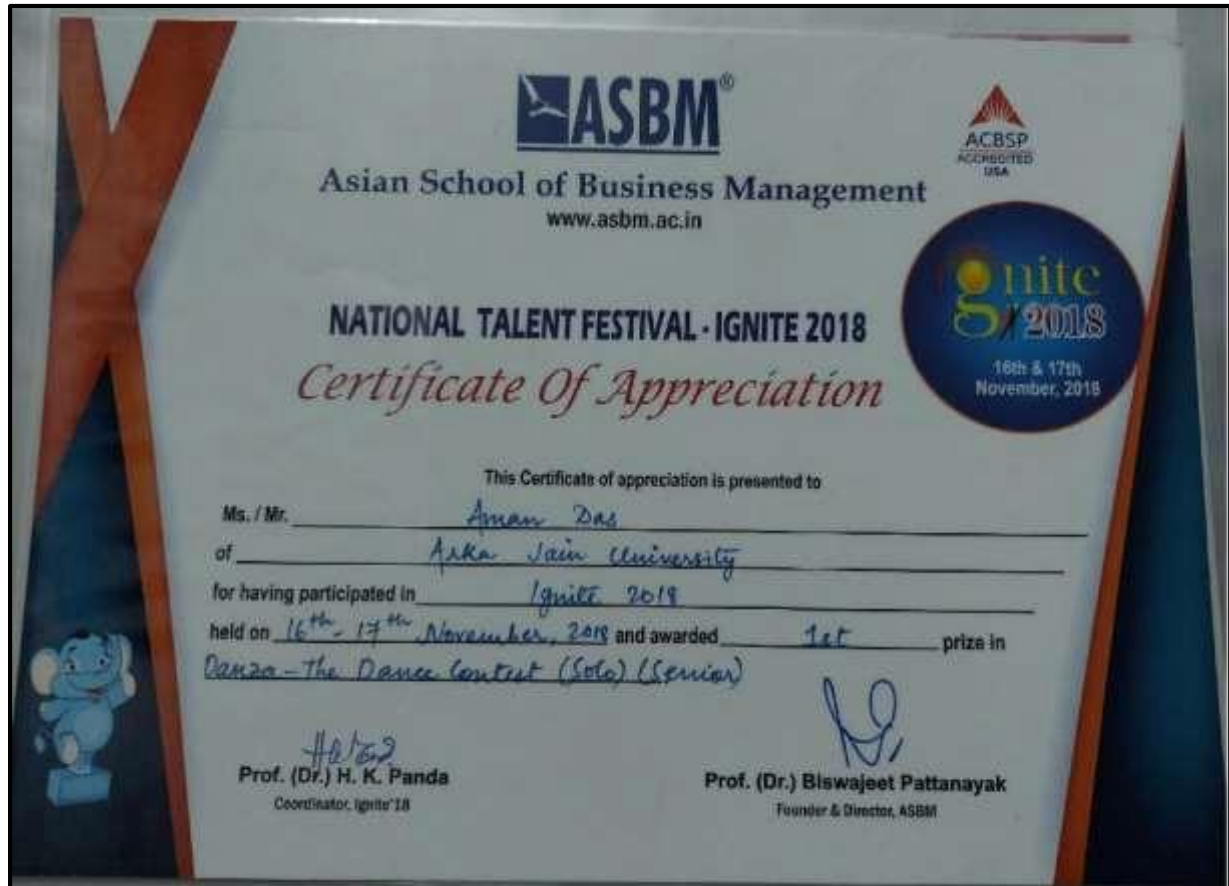 ASBM®
ACBSP
ACCREDITED
USA
Asian School of Business Management
www.asbm.ac.in
ignite
2018
16th & 17th
November, 2018
NATIONAL TALENT FESTIVAL - IGNITE 2018
Certificate Of Appreciation
This Certificate of appreciation is presented to
Ms. / Mr. Aman Das
of Arka Jain University
for having participated in Ignite 2018
held on 16th - 17th November, 2018 and awarded 1st prize in
Danza - The Dance Contest (Solo) (Senior)
Prof. (Dr.) H. K. Panda
Coordinator, Ignite'18
Prof. (Dr.) Biswajeet Pattanayak
Founder & Director, ASBM